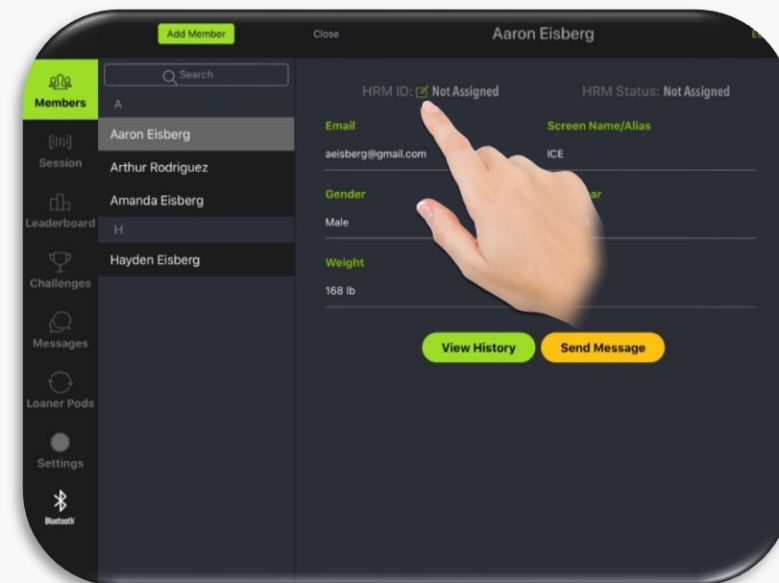 Add Member
Close
Aaron Eisberg
Members
Session
Leaderboard
Challenges
Messages
Loaner Pods
Settings
Bluetooth
Search
A
Aaron Eisberg
Arthur Rodriguez
Amanda Eisberg
H
Hayden Eisberg
HRM ID: Not Assigned
HRM Status: Not Assigned
Email
aeisberg@gmail.com
Screen Name/Alias
ICE
Gender
Male
Weight
168 lb
View History
Send Message